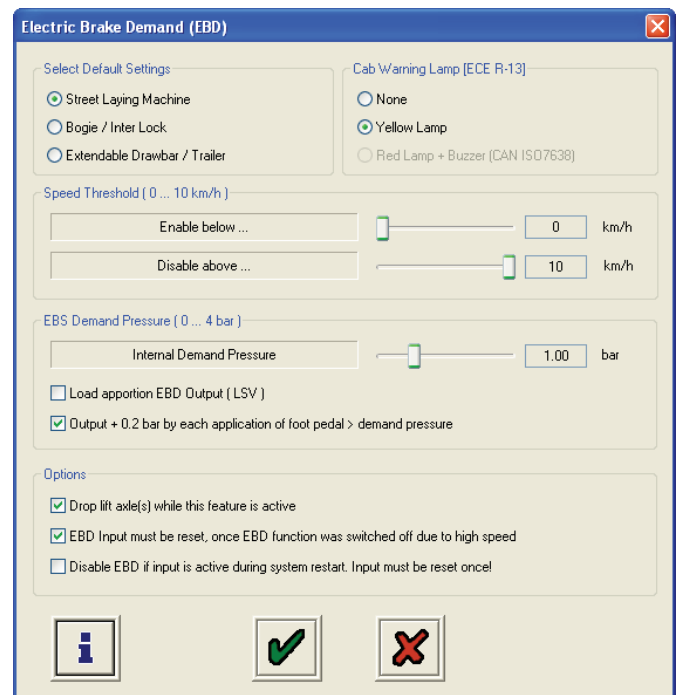 Electric Brake Demand (EBD)
Select Default Settings
Street Laying Machine
Bogie / Inter Lock
Extendable Drawbar / Trailer
Cab Warning Lamp [ECE R-13]
None
Yellow Lamp
Red Lamp + Buzzer (CAN ISO7638)
Speed Threshold ( 0 ... 10 km/h )
Enable below ... 0 km/h
Disable above ... 10 km/h
EBS Demand Pressure ( 0 ... 4 bar )
Internal Demand Pressure 1.00 bar
Load apportion EBD Output ( LSV )
Output + 0.2 bar by each application of foot pedal > demand pressure
Options
Drop lift axle(s) while this feature is active
EBD Input must be reset, once EBD function was switched off due to high speed
Disable EBD if input is active during system restart. Input must be reset once!
i